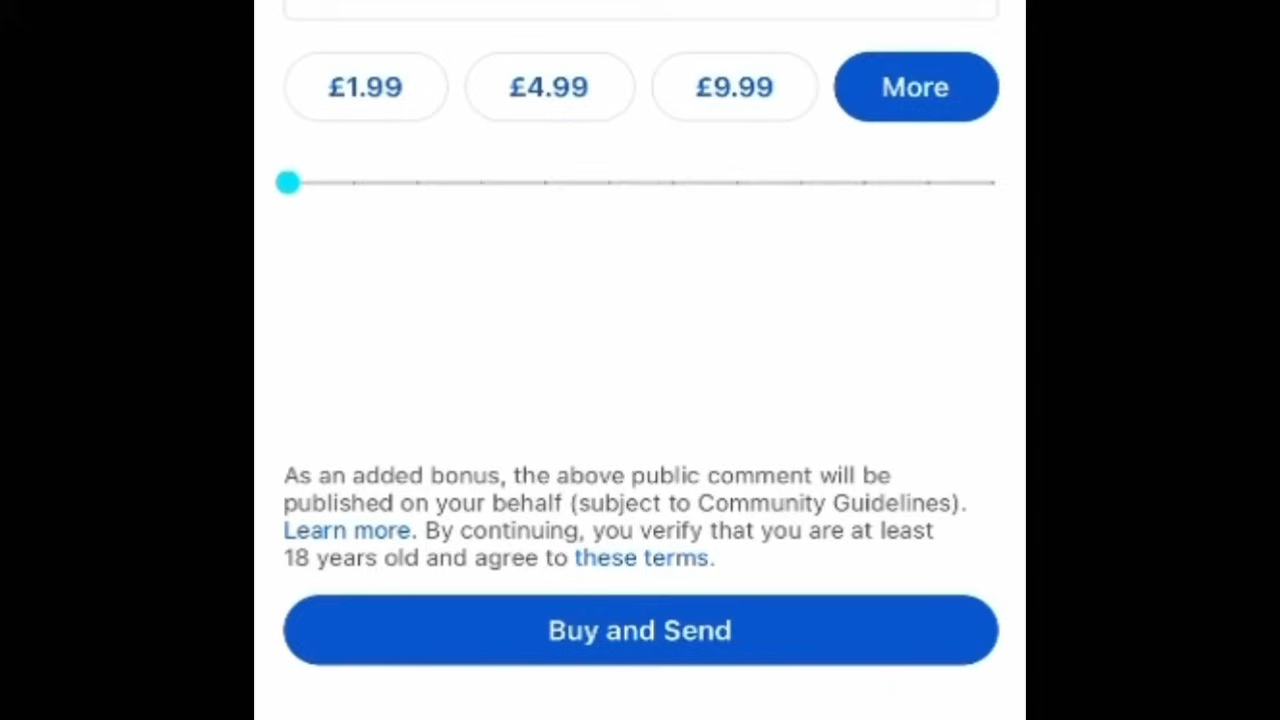 £1.99 £4.99 £9.99 More
As an added bonus, the above public comment will be
published on your behalf (subject to Community Guidelines).
Learn more. By continuing, you verify that you are at least
18 years old and agree to these terms.
Buy and Send